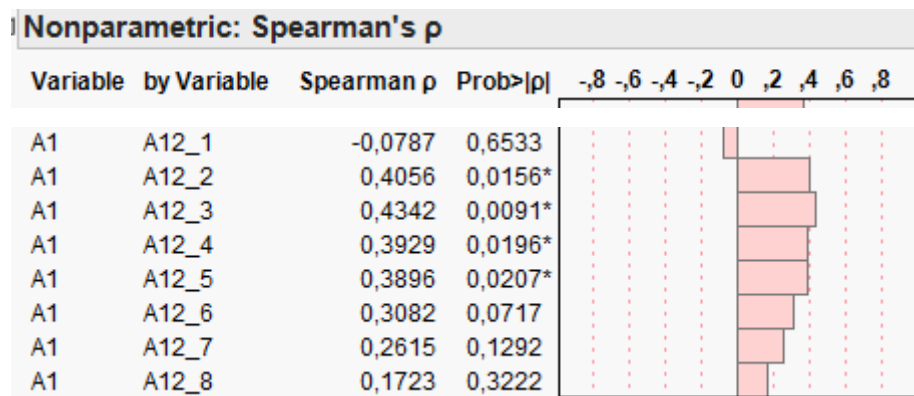 Nonparametric: Spearman's ρ
Variable by Variable Spearman ρ Prob>|ρ| -,8 -,6 -,4 -,2 0 ,2 ,4 ,6 ,8
A1 A12_1 -0,0787 0,6533
A1 A12_2 0,4056 0,0156*
A1 A12_3 0,4342 0,0091*
A1 A12_4 0,3929 0,0196*
A1 A12_5 0,3896 0,0207*
A1 A12_6 0,3082 0,0717
A1 A12_7 0,2615 0,1292
A1 A12_8 0,1723 0,3222